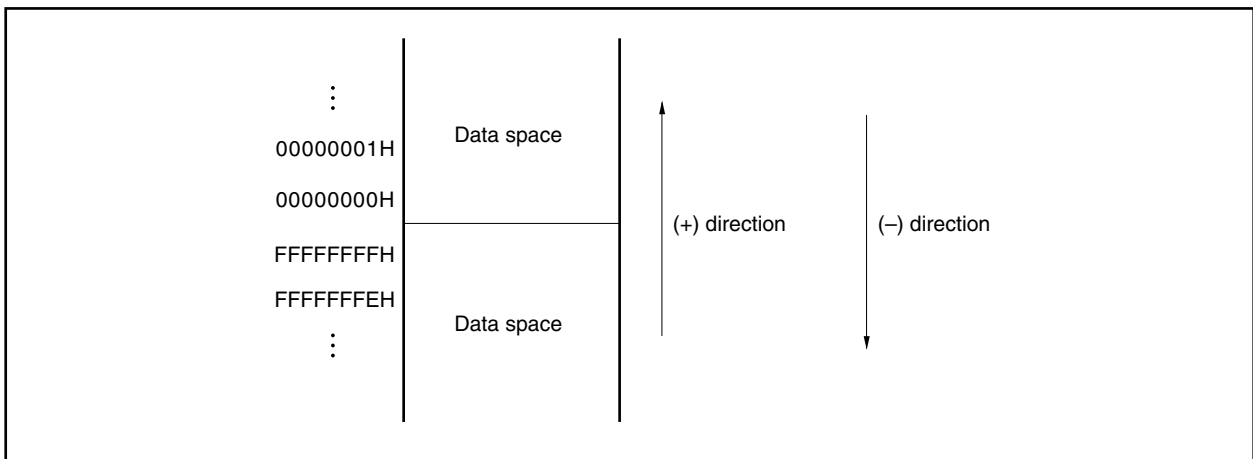 ⋮
00000001H
00000000H
FFFFFFFFH
FFFFFFFEH
⋮
Data space
Data space
(+) direction
(–) direction